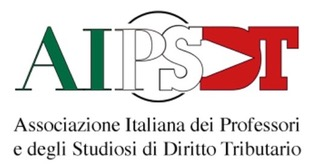 AIPSDT
Associazione Italiana dei Professori
e degli Studiosi di Diritto Tributario